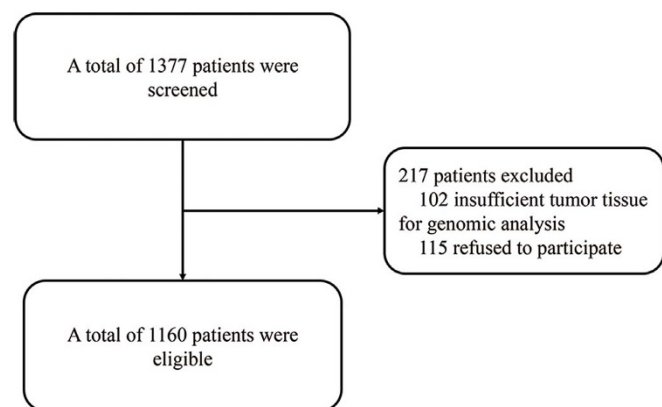 A total of 1377 patients were
screened
217 patients excluded
102 insufficient tumor tissue
for genomic analysis
115 refused to participate
A total of 1160 patients were
eligible